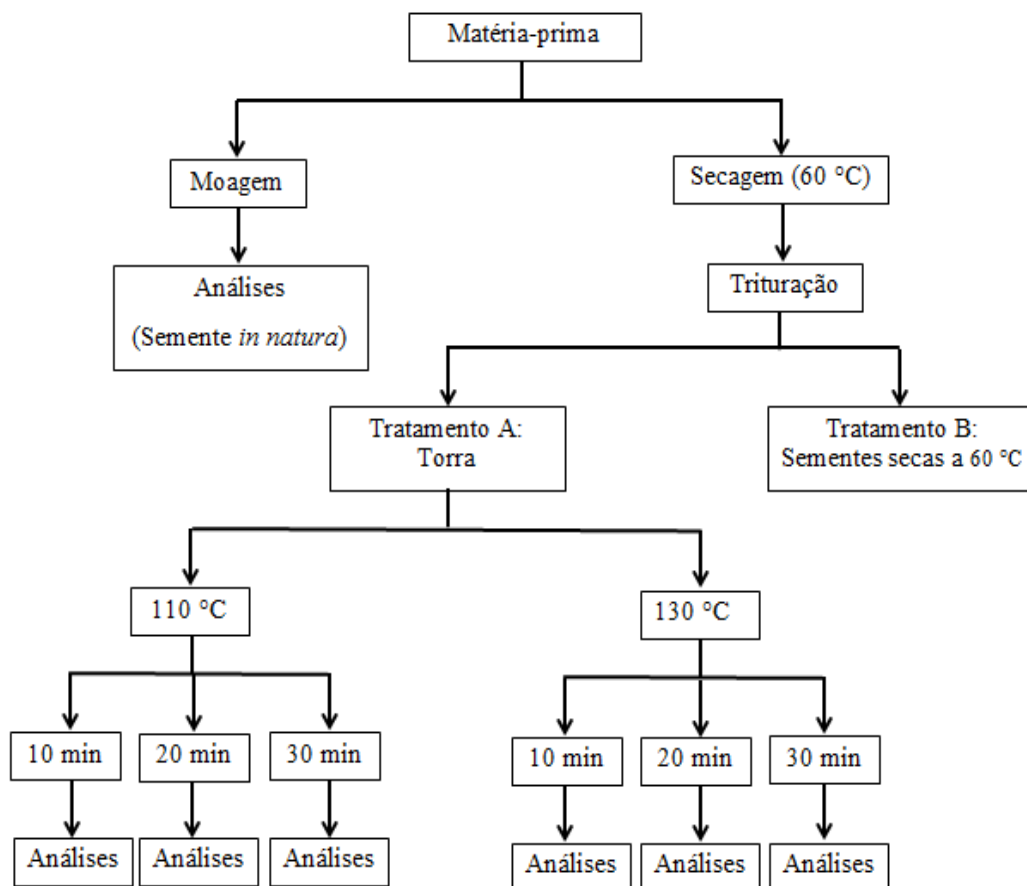 Matéria-prima
Moagem
Secagem (60 °C)
Análises
(Semente in natura)
Trituração
Tratamento A:
Torra
Tratamento B:
Sementes secas a 60 °C
110 °C
130 °C
10 min
20 min
30 min
10 min
20 min
30 min
Análises
Análises
Análises
Análises
Análises
Análises